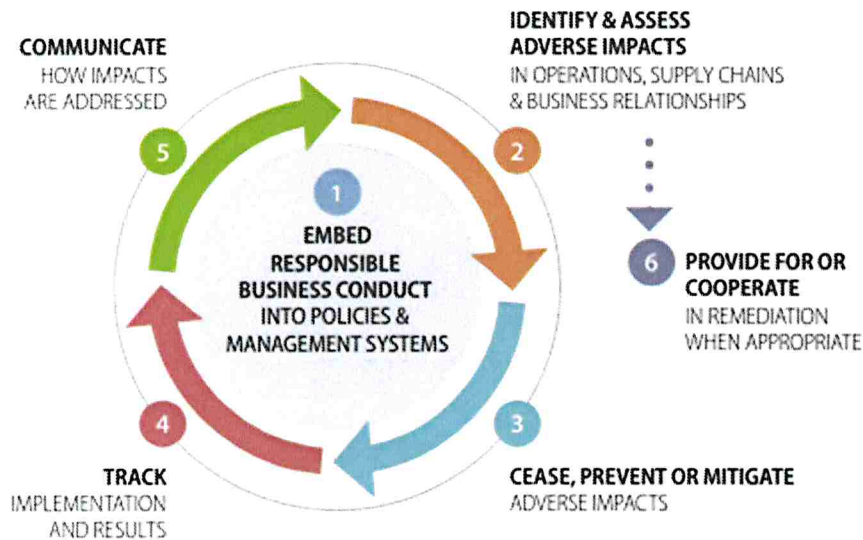 COMMUNICATE
HOW IMPACTS
ARE ADDRESSED
5
IDENTIFY & ASSESS
ADVERSE IMPACTS
IN OPERATIONS, SUPPLY CHAINS
& BUSINESS RELATIONSHIPS
2
1
EMBED
RESPONSIBLE
BUSINESS CONDUCT
INTO POLICIES &
MANAGEMENT SYSTEMS
6
PROVIDE FOR OR
COOPERATE
IN REMEDIATION
WHEN APPROPRIATE
4
TRACK
IMPLEMENTATION
AND RESULTS
3
CEASE, PREVENT OR MITIGATE
ADVERSE IMPACTS